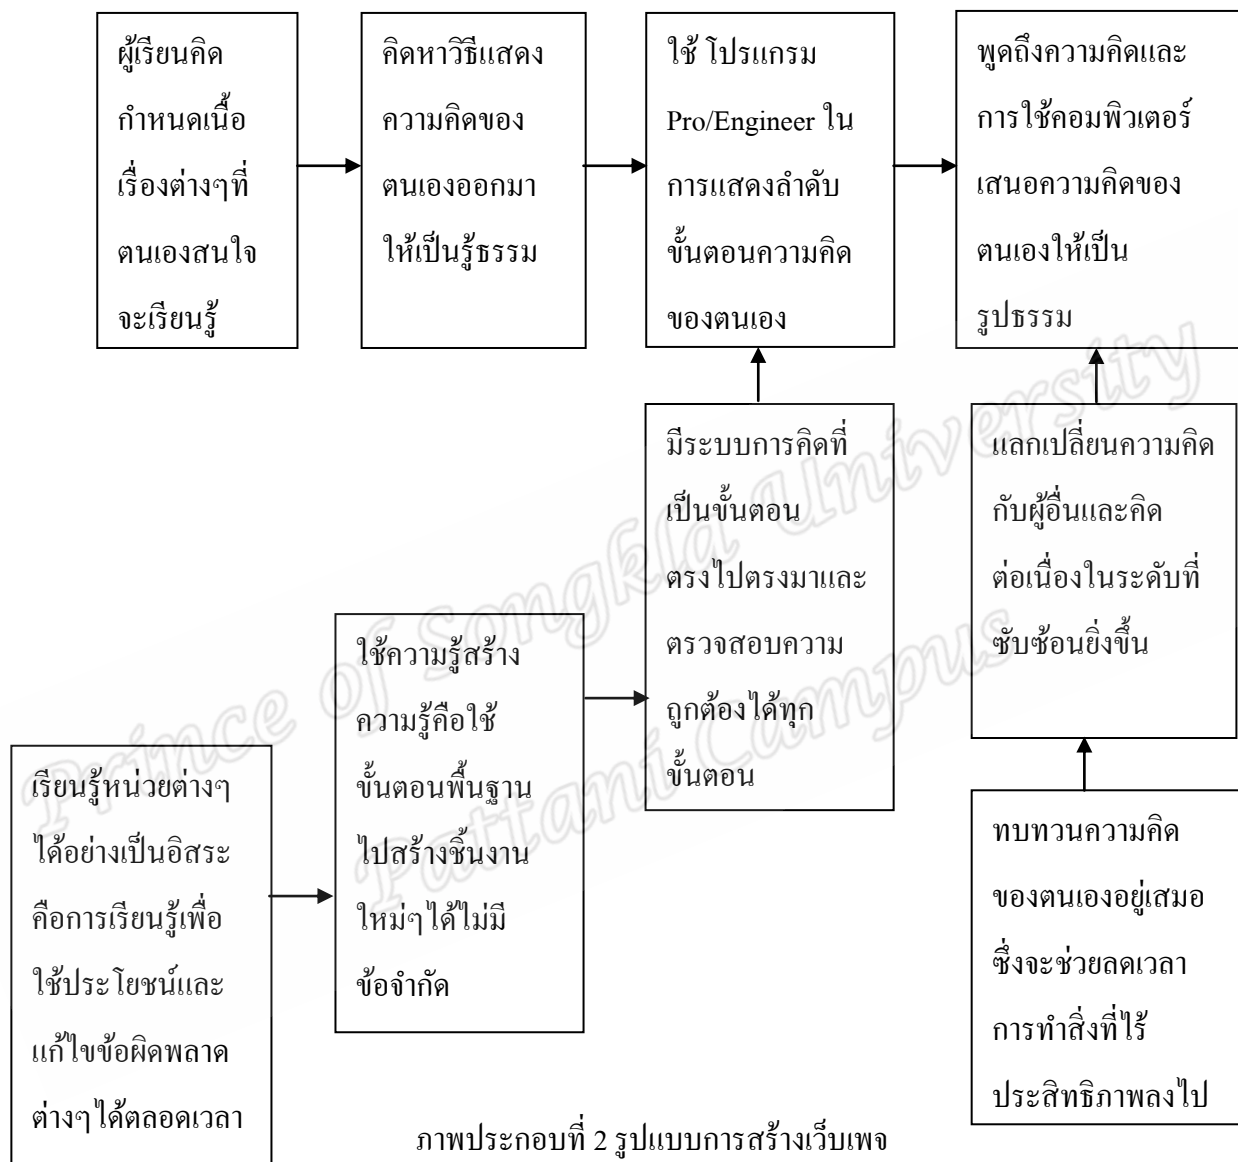 ผู้เรียนคิด
กำหนดเนื้อ
เรื่องต่างๆที่
ตนเองสนใจ
จะเรียนรู้
คิดหาวิธีแสดง
ความคิดของ
ตนเองออกมา
ให้เป็นรู้ธรรม
ใช้ โปรแกรม
Pro/Engineer ใน
การแสดงลำดับ
ขั้นตอนความคิด
ของตนเอง
พูดถึงความคิดและ
การใช้คอมพิวเตอร์
เสนอความคิดของ
ตนเองให้เป็น
รูปธรรม
มีระบบการคิดที่
เป็นขั้นตอน
ตรงไปตรงมาและ
ตรวจสอบความ
ถูกต้องได้ทุก
ขั้นตอน
แลกเปลี่ยนความคิด
กับผู้อื่นและคิด
ต่อเนื่องในระดับที่
ซับซ้อนยิ่งขึ้น
ใช้ความรู้สร้าง
ความรู้คือใช้
ขั้นตอนพื้นฐาน
ไปสร้างชิ้นงาน
ใหม่ๆได้ไม่มี
ข้อจำกัด
เรียนรู้หน่วยต่างๆ
ได้อย่างเป็นอิสระ
คือการเรียนรู้เพื่อ
ใช้ประโยชน์และ
แก้ไขข้อผิดพลาด
ต่างๆได้ตลอดเวลา
ทบทวนความคิด
ของตนเองอยู่เสมอ
ซึ่งจะช่วยลดเวลา
การทำสิ่งที่ไร้
ประสิทธิภาพลงไป
ภาพประกอบที่ 2 รูปแบบการสร้างเว็บเพจ
Prince of Songkla University
Pattani Campus